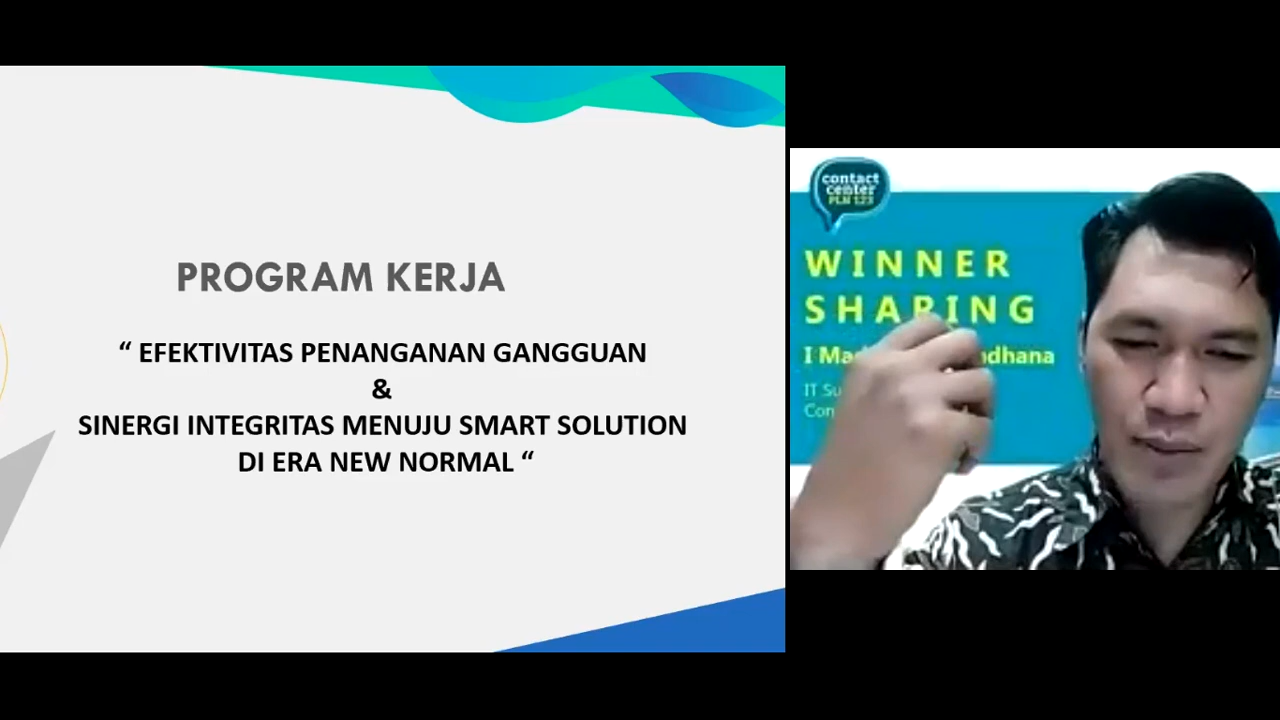 PROGRAM KERJA
“ EFEKTIVITAS PENANGANAN GANGGUAN
&
SINERGI INTEGRITAS MENUJU SMART SOLUTION
DI ERA NEW NORMAL “
contact
center
PLN 123
WINNER
SHARING
I
IT